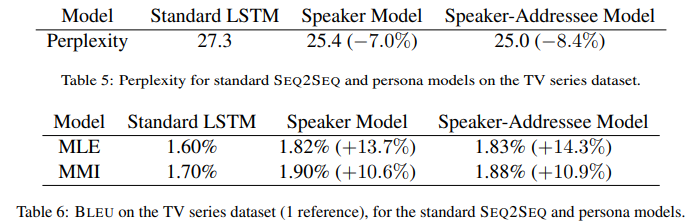 Model Standard LSTM Speaker Model Speaker-Addressee Model
Perplexity 27.3 25.4 (−7.0%) 25.0 (−8.4%)
Table 5: Perplexity for standard SEQ2SEQ and persona models on the TV series dataset.
Model Standard LSTM Speaker Model Speaker-Addressee Model
MLE 1.60% 1.82% (+13.7%) 1.83% (+14.3%)
MMI 1.70% 1.90% (+10.6%) 1.88% (+10.9%)
Table 6: BLEU on the TV series dataset (1 reference), for the standard SEQ2SEQ and persona models.